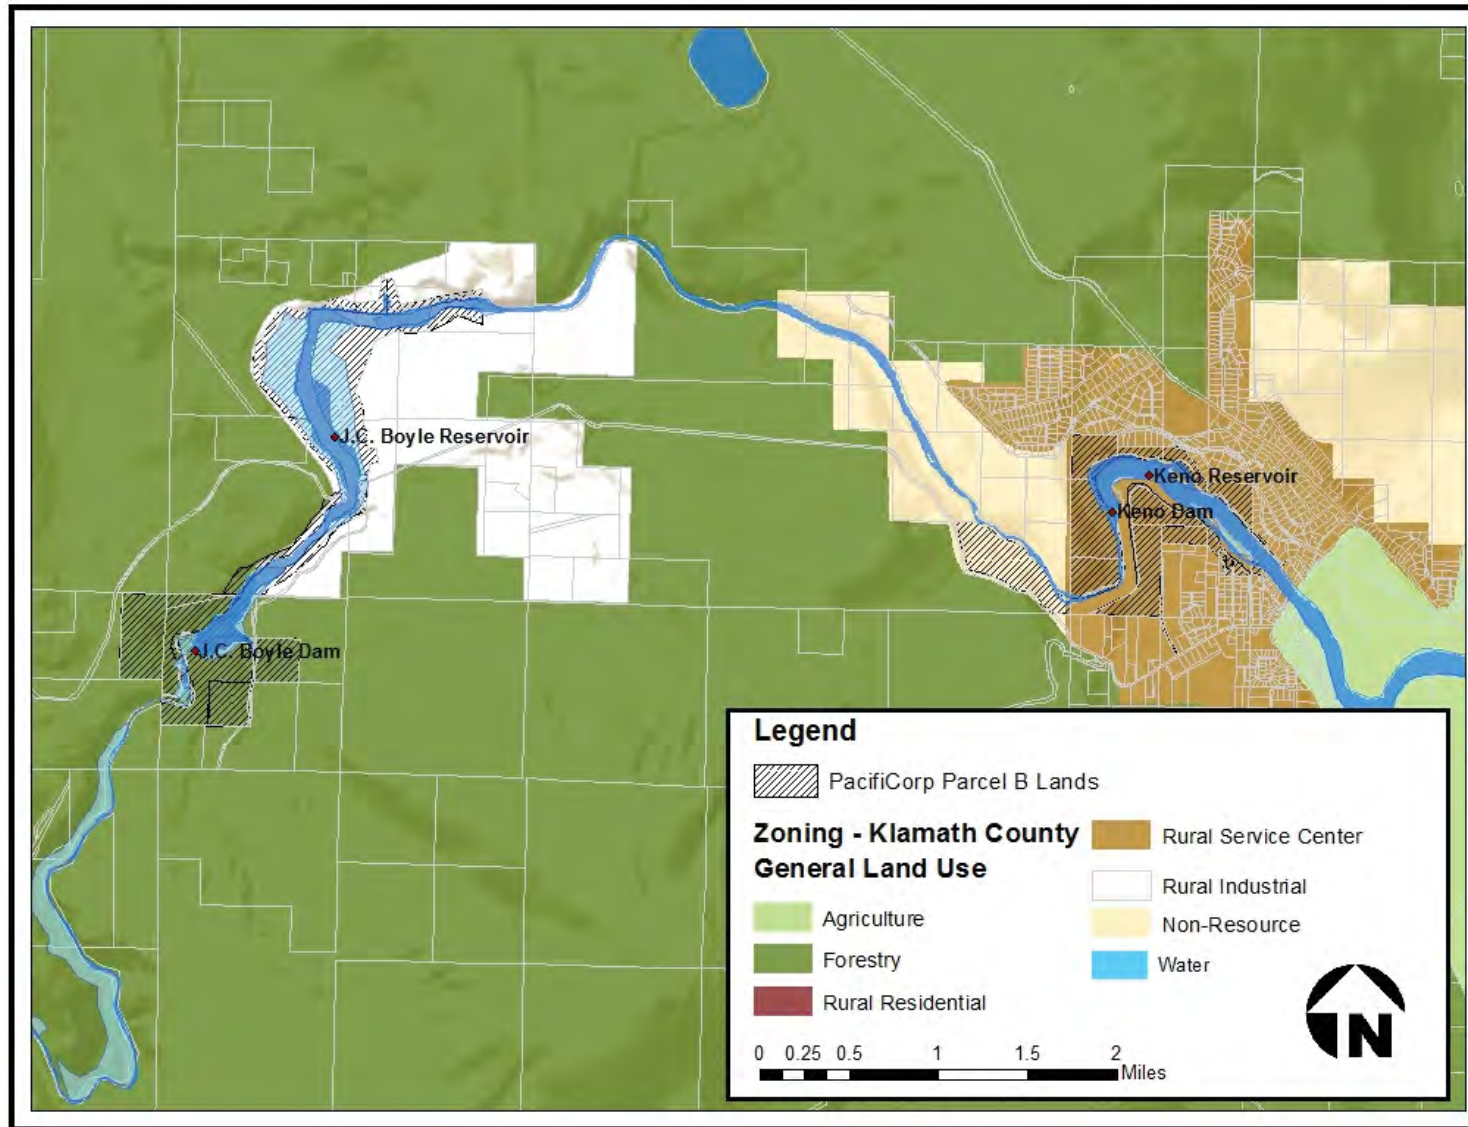 J.C. Boyle Reservoir
Keno Reservoir
Keno Dam
J.C. Boyle Dam
Legend
PacifiCorp Parcel B Lands
Zoning - Klamath County
General Land Use
Agriculture
Forestry
Rural Residential
Rural Service Center
Rural Industrial
Non-Resource
Water
0 0.25 0.5 1 1.5 2
Miles
N